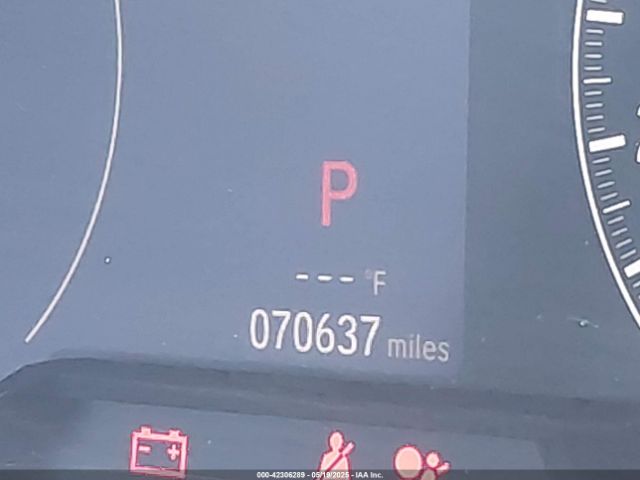 P
--- °F
070637 miles
- +
000-42306289 - 05/19/2025 - IAA Inc.